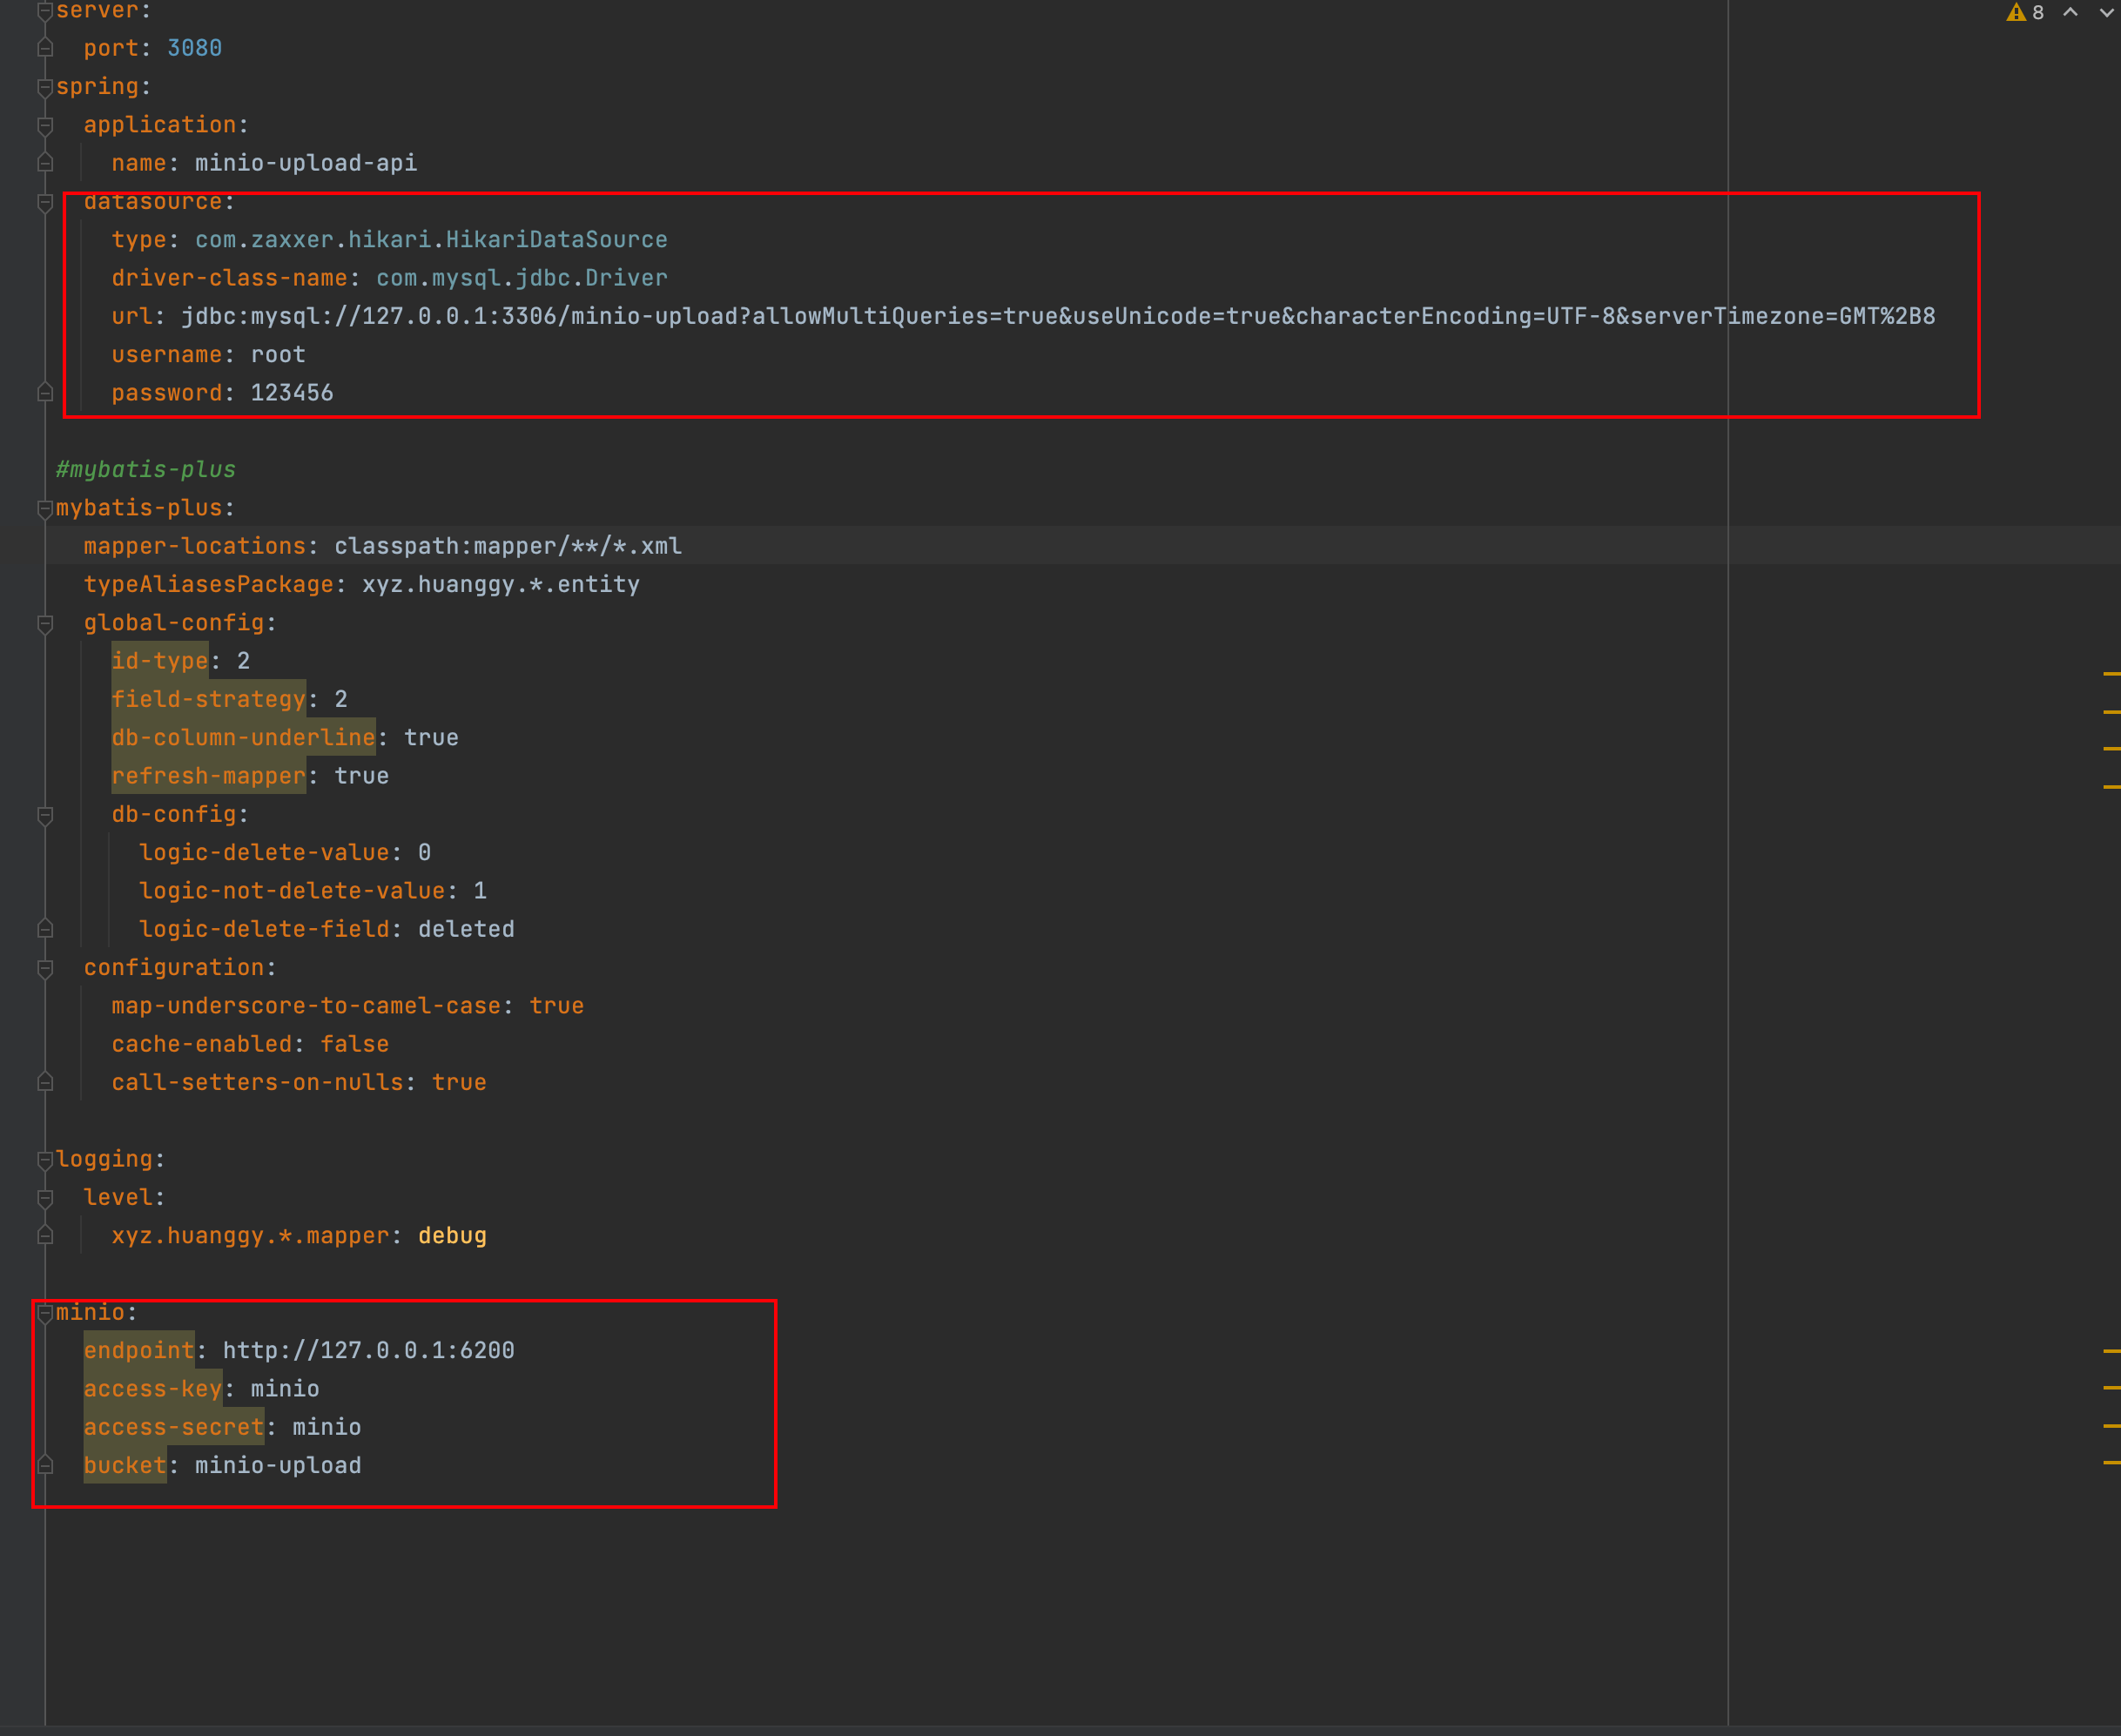 server:
  port: 3080
spring:
  application:
    name: minio-upload-api
  datasource:
    type: com.zaxxer.hikari.HikariDataSource
    driver-class-name: com.mysql.jdbc.Driver
    url: jdbc:mysql://127.0.0.1:3306/minio-upload?allowMultiQueries=true&useUnicode=true&characterEncoding=UTF-8&serverTimezone=GMT%2B8
    username: root
    password: 123456
#mybatis-plus
mybatis-plus:
  mapper-locations: classpath:mapper/**/*.xml
  typeAliasesPackage: xyz.huanggy.*.entity
  global-config:
    id-type: 2
    field-strategy: 2
    db-column-underline: true
    refresh-mapper: true
    db-config:
      logic-delete-value: 0
      logic-not-delete-value: 1
      logic-delete-field: deleted
  configuration:
    map-underscore-to-camel-case: true
    cache-enabled: false
    call-setters-on-nulls: true
logging:
  level:
    xyz.huanggy.*.mapper: debug
minio:
  endpoint: http://127.0.0.1:6200
  access-key: minio
  access-secret: minio
  bucket: minio-upload
8